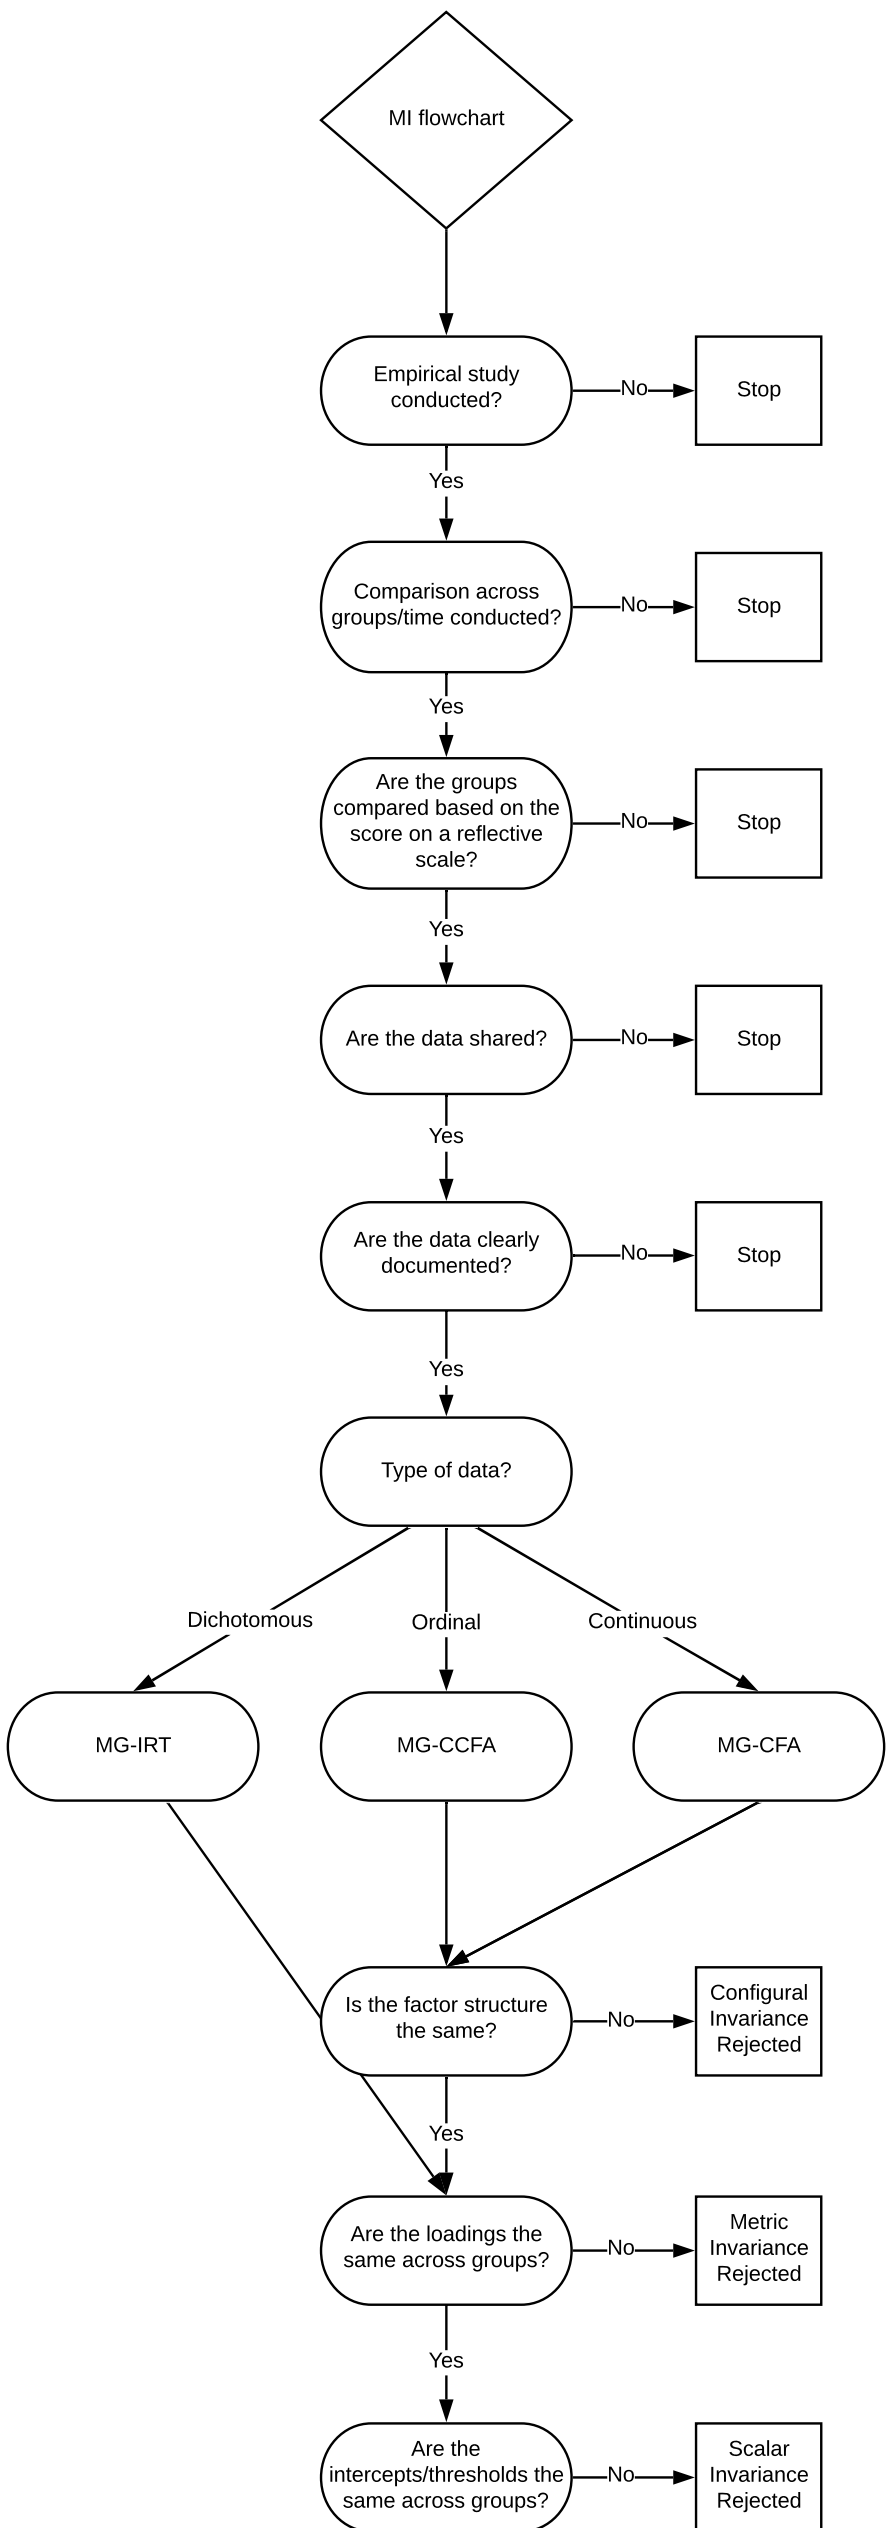 MI flowchart
Empirical study
conducted?
No
Stop
Yes
Comparison across
groups/time conducted?
No
Stop
Yes
Are the groups
compared based on the
score on a reflective
scale?
No
Stop
Yes
Are the data shared?
No
Stop
Yes
Are the data clearly
documented?
No
Stop
Yes
Type of data?
Dichotomous
Ordinal
Continuous
MG-IRT
MG-CCFA
MG-CFA
Is the factor structure
the same?
No
Configural
Invariance
Rejected
Yes
Are the loadings the
same across groups?
No
Metric
Invariance
Rejected
Yes
Are the
intercepts/thresholds the
same across groups?
No
Scalar
Invariance
Rejected